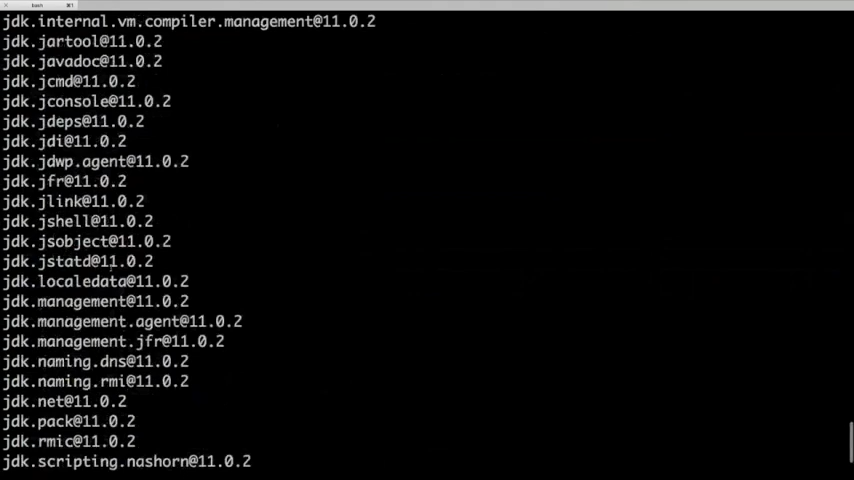 bash
⌘1
jdk.internal.vm.compiler.management@11.0.2
jdk.jartool@11.0.2
jdk.javadoc@11.0.2
jdk.jcmd@11.0.2
jdk.jconsole@11.0.2
jdk.jdeps@11.0.2
jdk.jdi@11.0.2
jdk.jdwp.agent@11.0.2
jdk.jfr@11.0.2
jdk.jlink@11.0.2
jdk.jshell@11.0.2
jdk.jsobject@11.0.2
jdk.jstatd@11.0.2
jdk.localedata@11.0.2
jdk.management@11.0.2
jdk.management.agent@11.0.2
jdk.management.jfr@11.0.2
jdk.naming.dns@11.0.2
jdk.naming.rmi@11.0.2
jdk.net@11.0.2
jdk.pack@11.0.2
jdk.rmic@11.0.2
jdk.scripting.nashorn@11.0.2